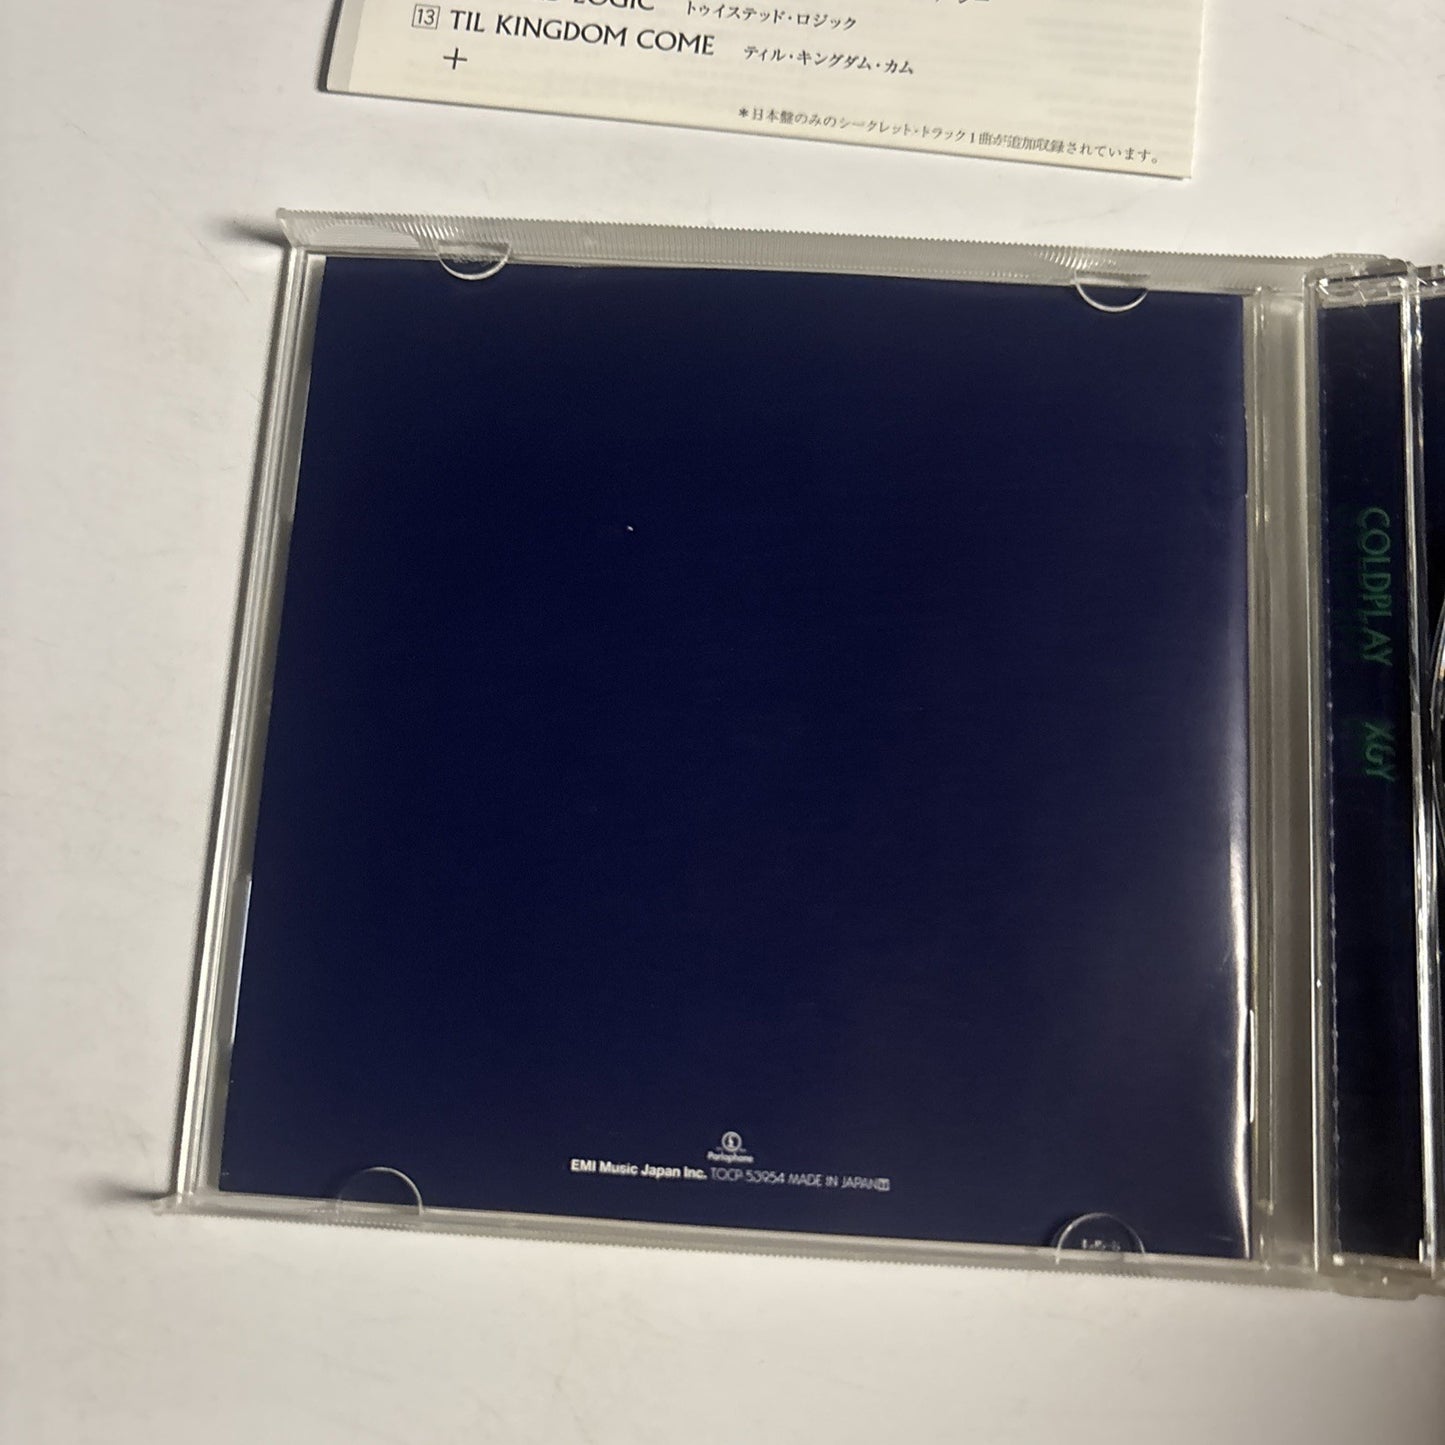 LOGIC トゥイステッド・ロジック
13 TIL KINGDOM COME ティル・キングダム・カム
+
*日本盤のみのシークレット・トラック1曲が追加収録されています。
COLDPLAY X&Y
Parlophone
EMI Music Japan Inc. TOCP-53954 MADE IN JAPAN